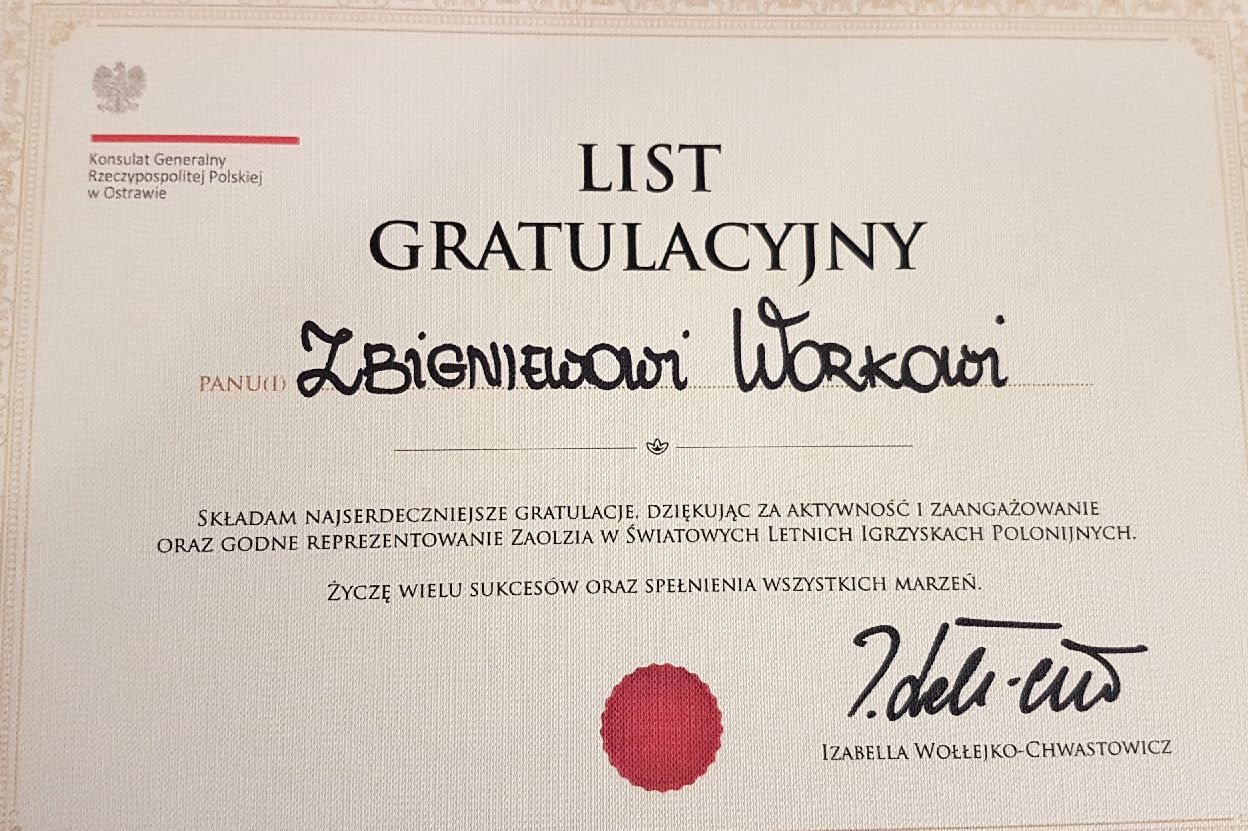 Konsulat Generalny
Rzeczypospolitej Polskiej
w Ostrawie
LIST
GRATULACYJNY
PANU(I) ZBIGNIEWOWI WORKOWI
SKŁADAM NAJSERDECZNIEJSZE GRATULACJE, DZIĘKUJĄC ZA AKTYWNOŚĆ I ZAANGAŻOWANIE
ORAZ GODNE REPREZENTOWANIE ZAOLZIA W ŚWIATOWYCH LETNICH IGRZYSKACH POLONIJNYCH.
ŻYCZĘ WIELU SUKCESÓW ORAZ SPEŁNIENIA WSZYSTKICH MARZEŃ.
IZABELLA WOŁŁEJKO-CHWASTOWICZ